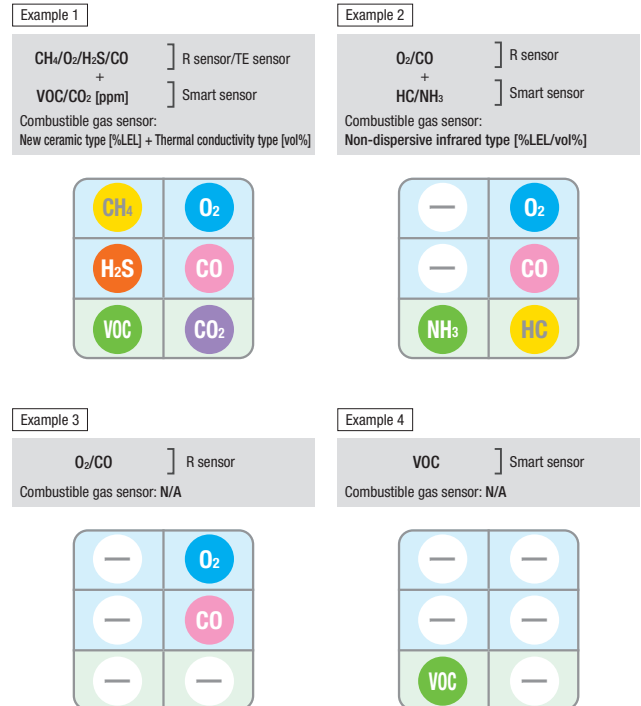 Example 1
CH₄/O₂/H₂S/CO
R sensor/TE sensor
+
VOC/CO₂ [ppm]
Smart sensor
Combustible gas sensor:
New ceramic type [%LEL] + Thermal conductivity type [vol%]
CH₄
O₂
H₂S
CO
VOC
CO₂
Example 2
O₂/CO
R sensor
+
HC/NH₃
Smart sensor
Combustible gas sensor:
Non-dispersive infrared type [%LEL/vol%]
—
O₂
—
CO
NH₃
HC
Example 3
O₂/CO
R sensor
Combustible gas sensor: N/A
—
O₂
—
CO
—
—
Example 4
VOC
Smart sensor
Combustible gas sensor: N/A
—
—
—
—
VOC
—